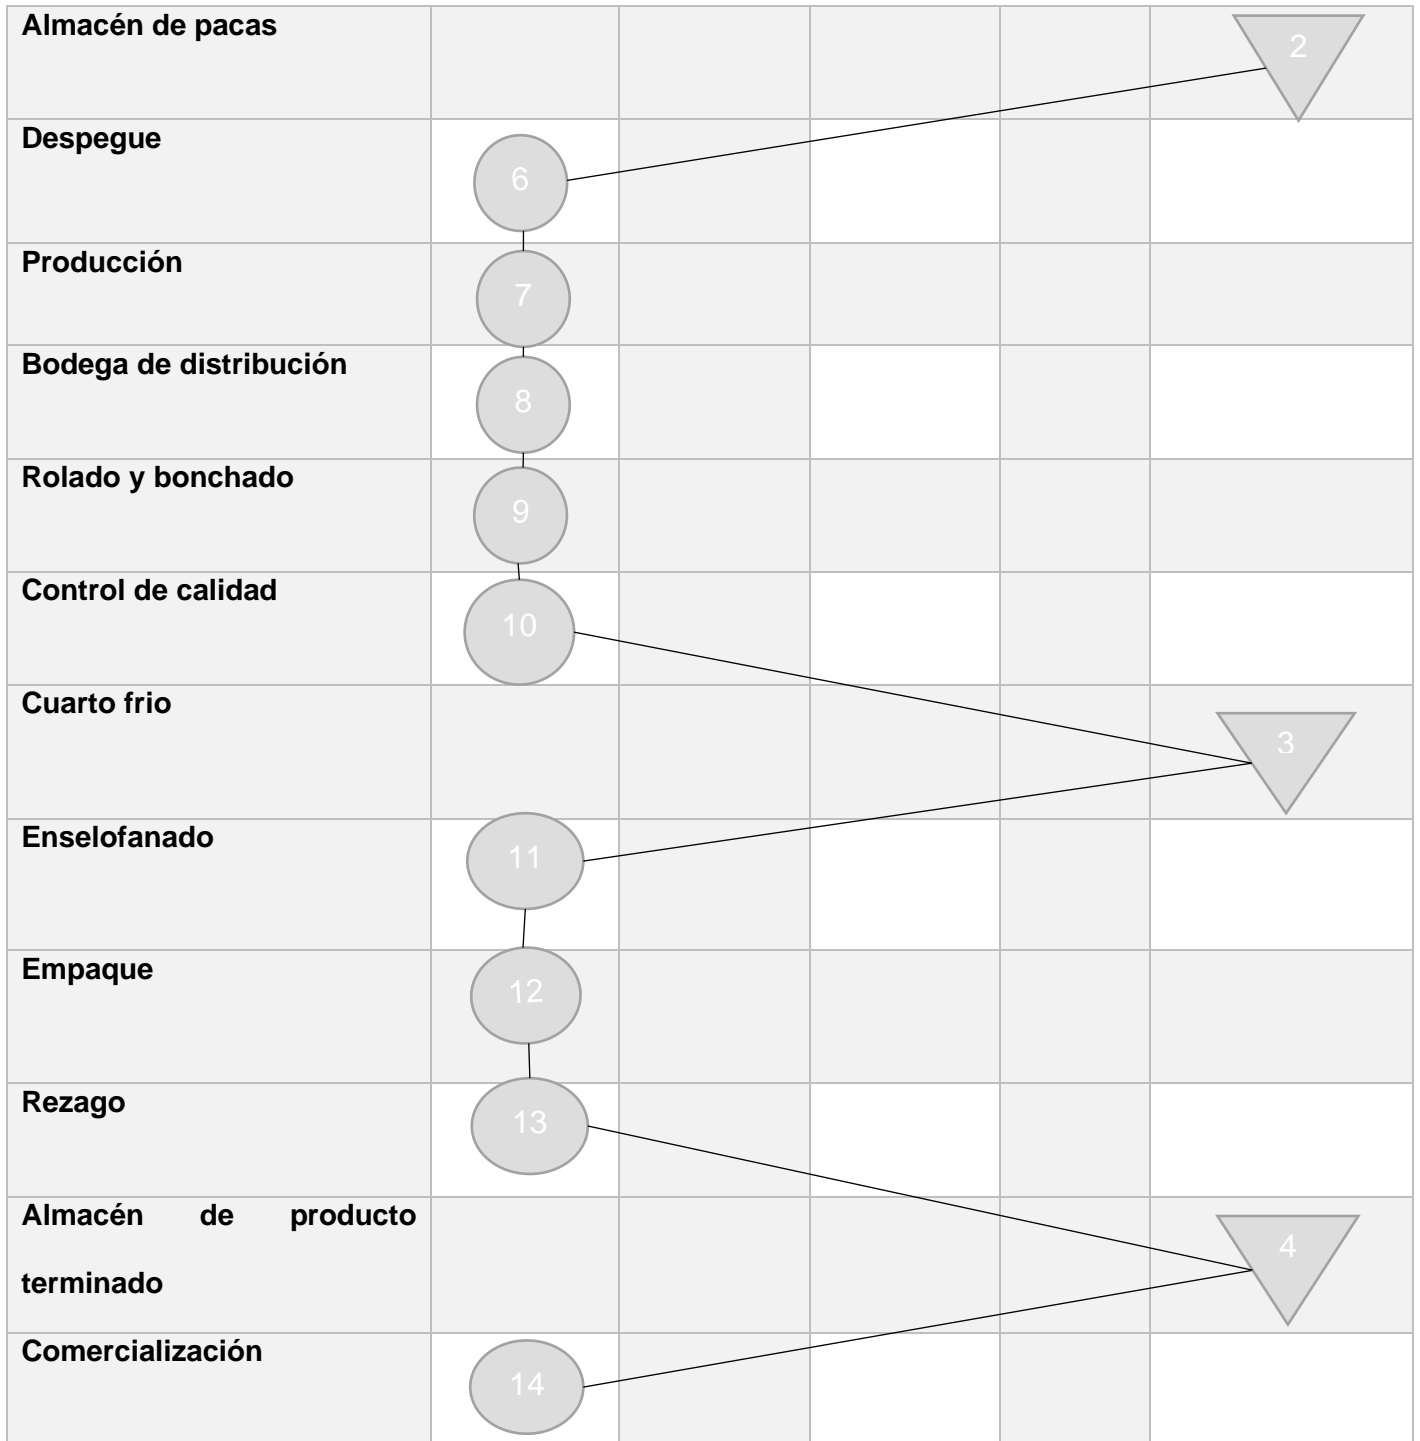 Almacén de pacas
2
Despegue
6
Producción
7
Bodega de distribución
8
Rolado y bonchado
9
Control de calidad
10
Cuarto frio
3
Enselofanado
11
Empaque
12
Rezago
13
Almacén de producto
terminado
4
Comercialización
14